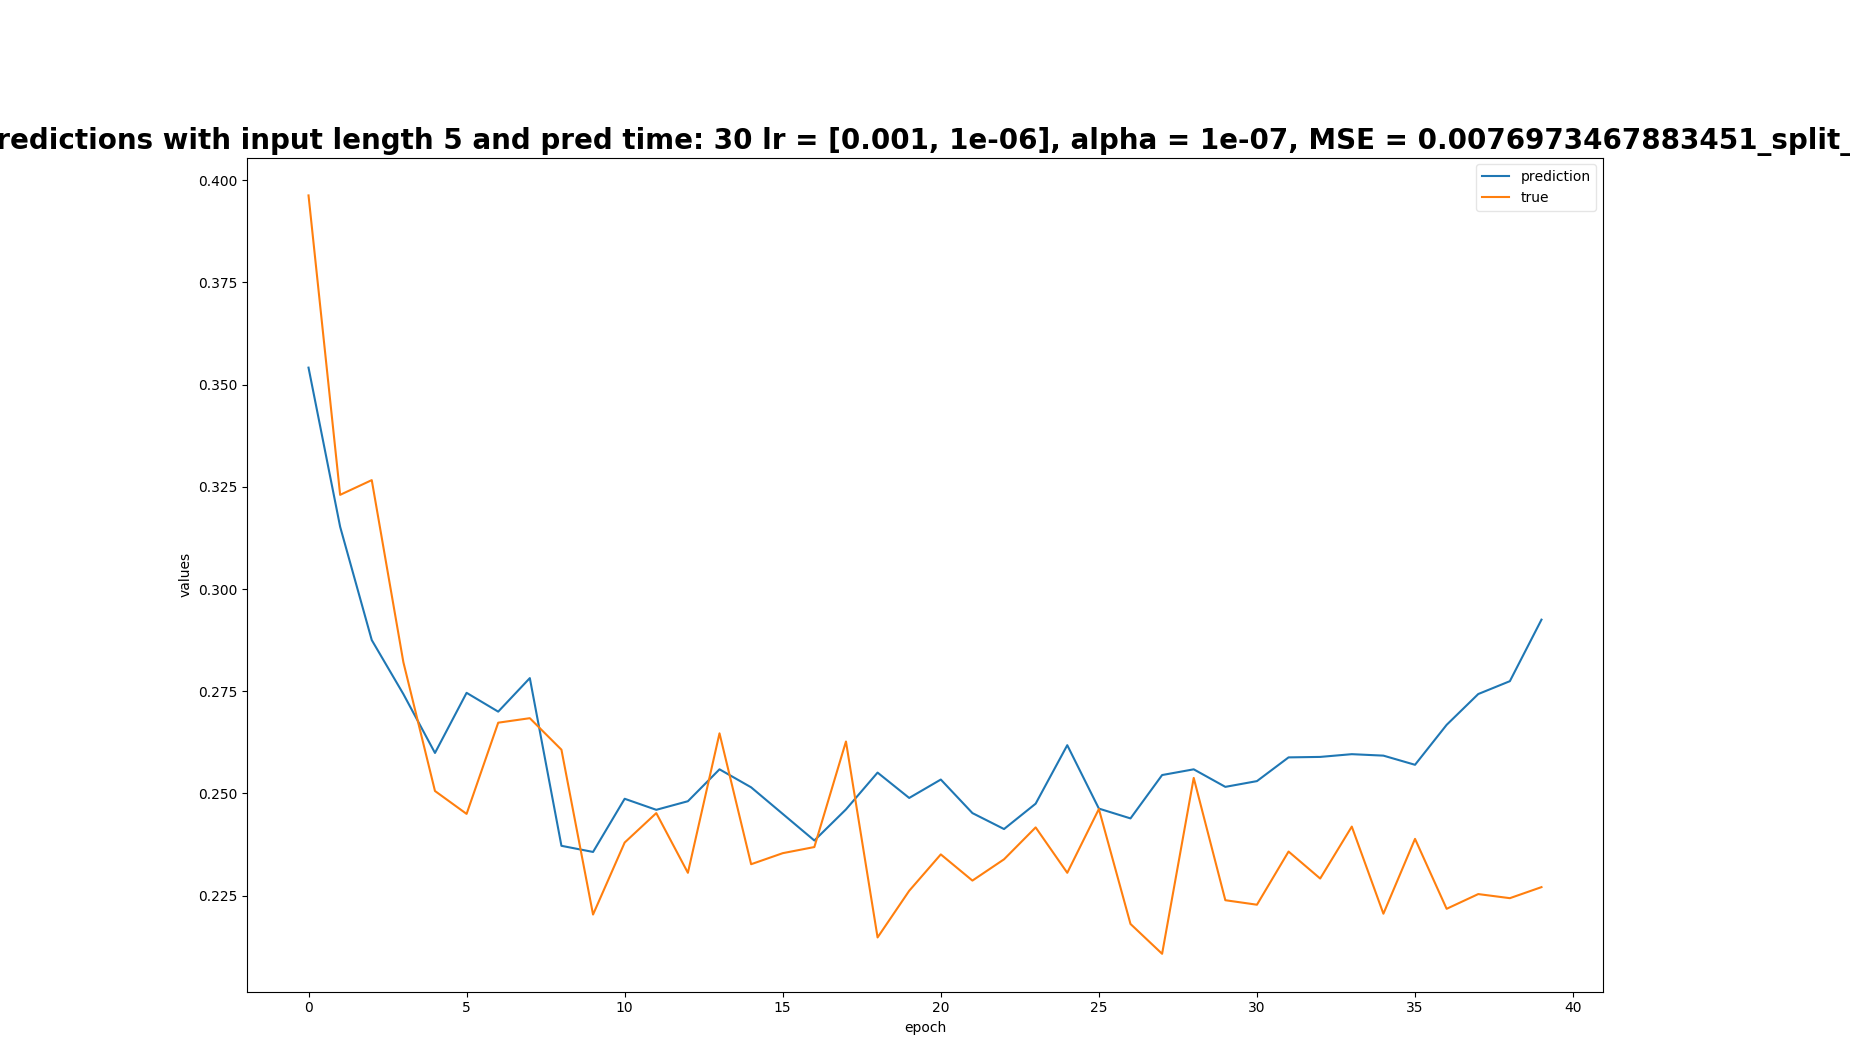 redictions with input length 5 and pred time: 30 lr = [0.001, 1e-06], alpha = 1e-07, MSE = 0.0076973467883451_split_
prediction
true
0.400
0.375
0.350
0.325
0.300
0.275
0.250
0.225
values
0 5 10 15 20 25 30 35 40
epoch